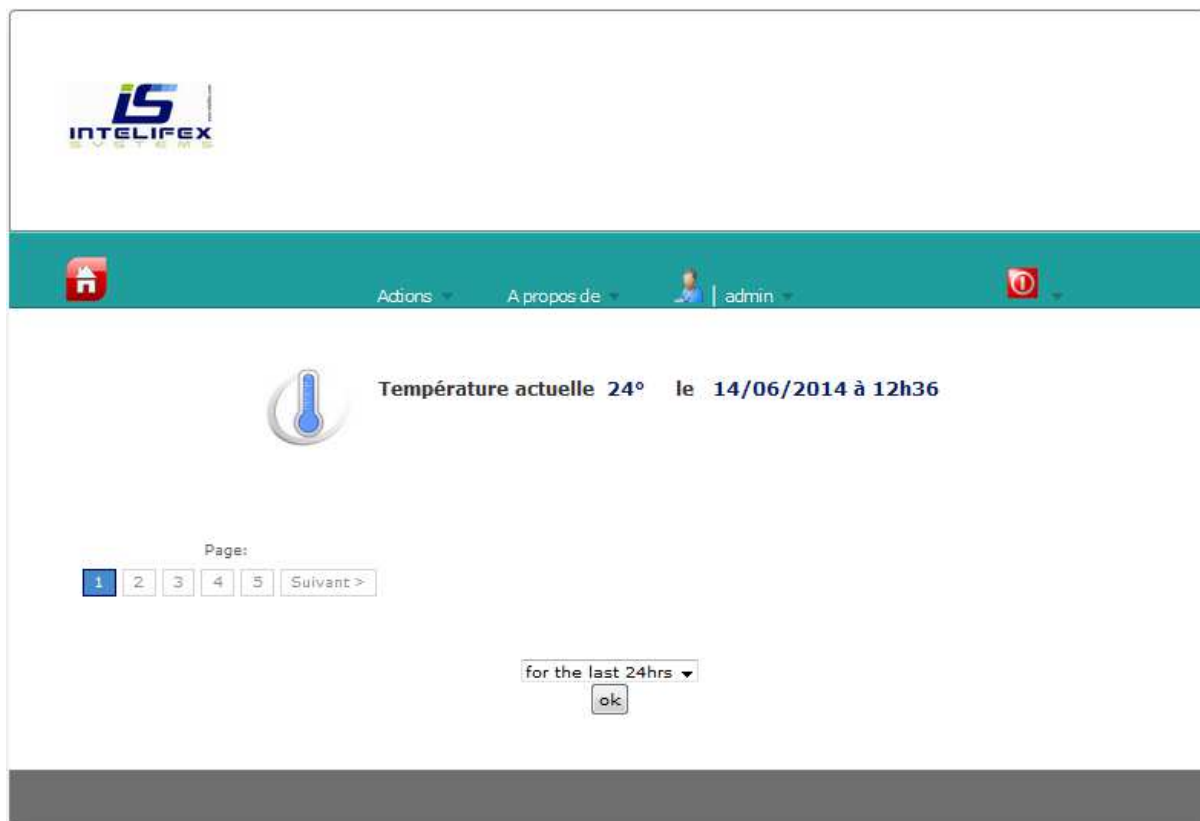 iS
INTELIFEX
SYSTEMS
Actions
A propos de
| admin
Température actuelle 24° le 14/06/2014 à 12h36
Page:
1 2 3 4 5 Suivant >
for the last 24hrs
ok